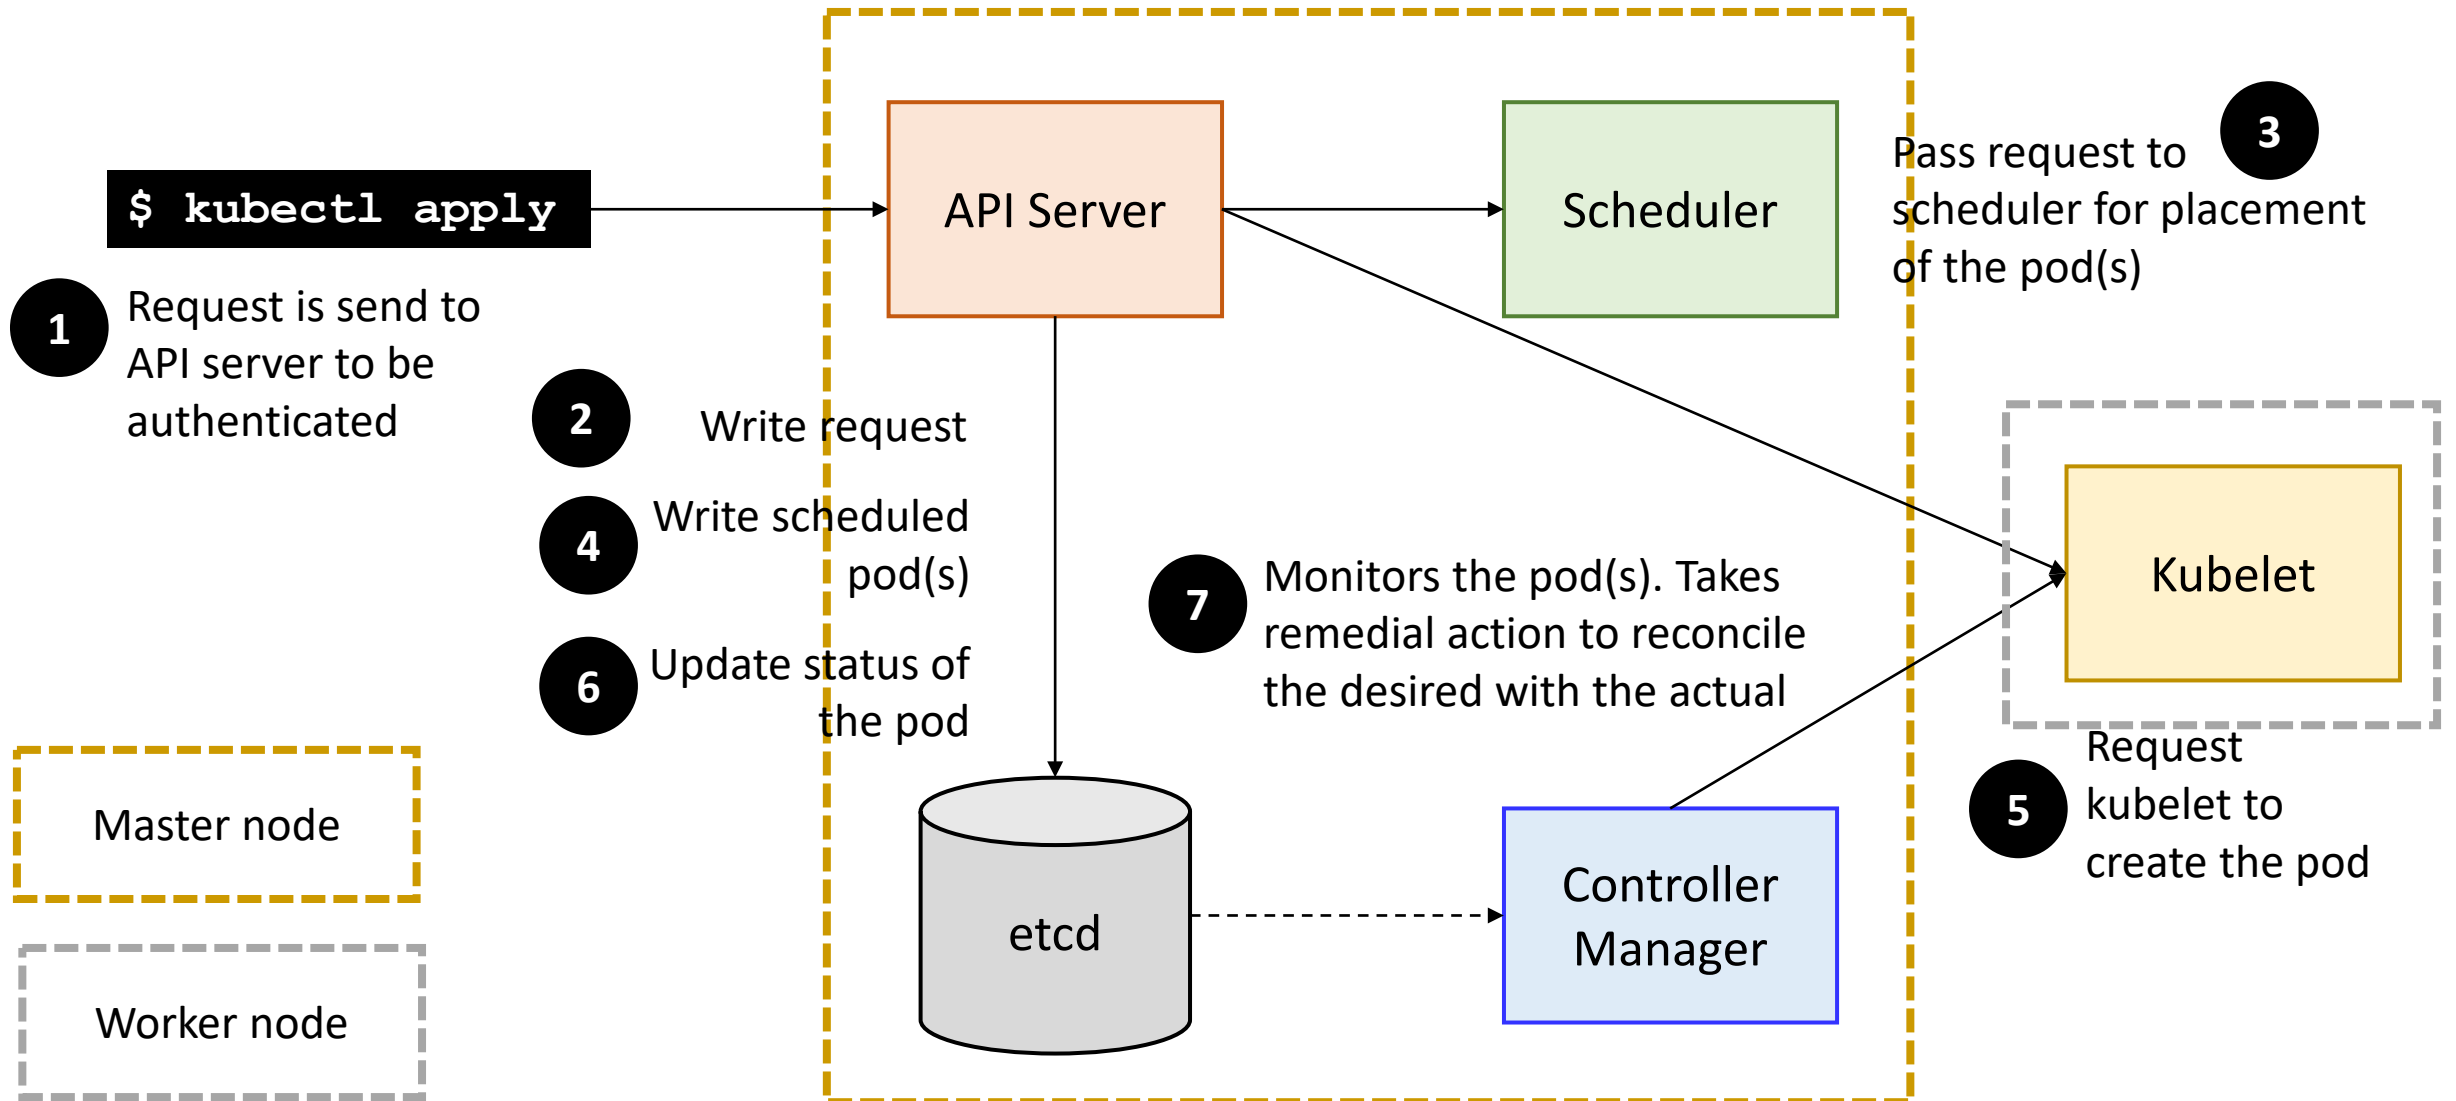 $ kubectl apply
1
Request is send to
API server to be
authenticated
API Server
Scheduler
3
Pass request to
scheduler for placement
of the pod(s)
2
Write request
4
Write scheduled
pod(s)
6
Update status of
the pod
7
Monitors the pod(s). Takes
remedial action to reconcile
the desired with the actual
Kubelet
5
Request
kubelet to
create the pod
etcd
Controller
Manager
Master node
Worker node